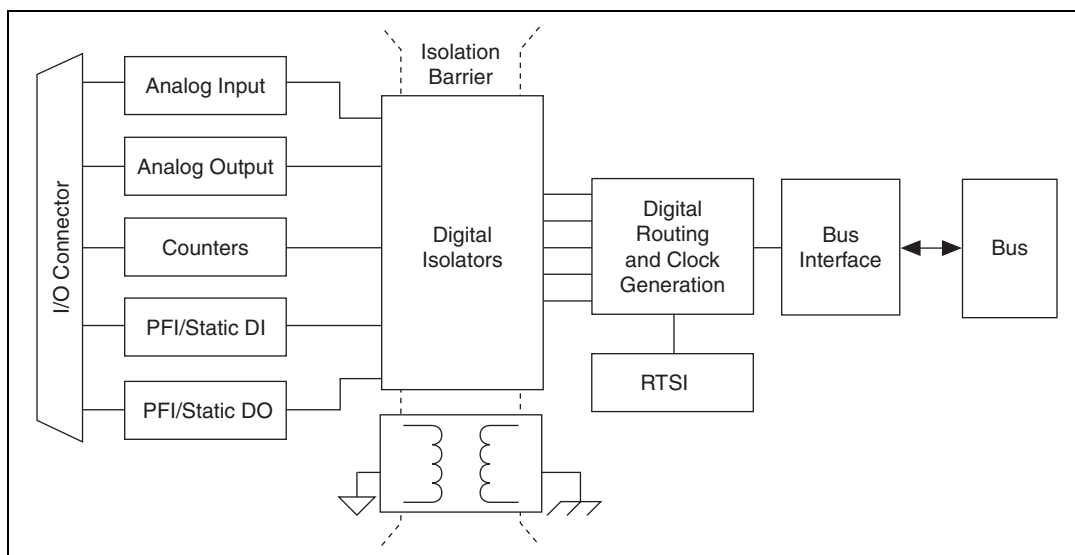 Isolation
Barrier
I/O Connector
Analog Input
Analog Output
Counters
PFI/Static DI
PFI/Static DO
Digital
Isolators
Digital
Routing
and Clock
Generation
RTSI
Bus
Interface
Bus